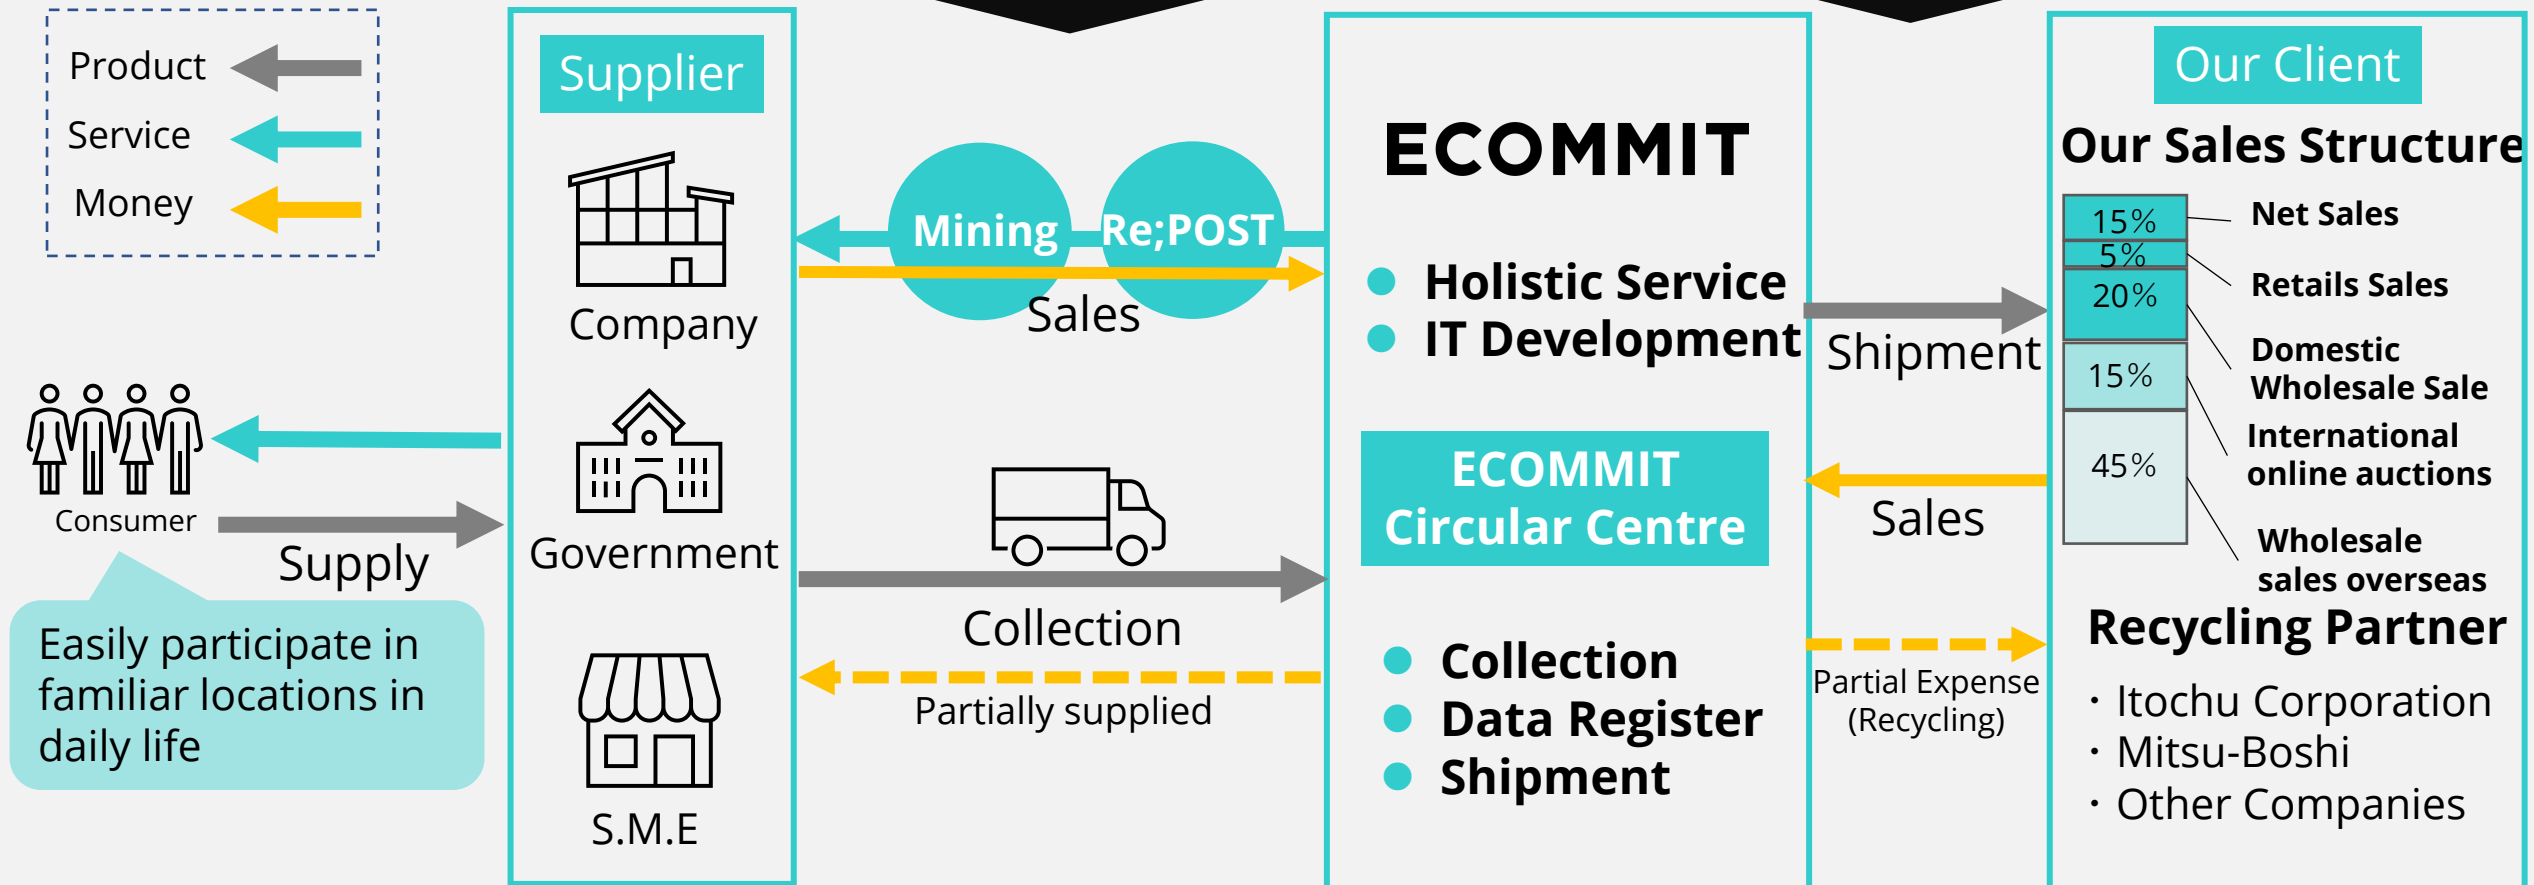 Product
Service
Money
Consumer
Supply
Easily participate in
familiar locations in
daily life
Supplier
Company
Government
S.M.E
Mining
Re;POST
Sales
Collection
Partially supplied
ECOMMIT
● Holistic Service
● IT Development
ECOMMIT
Circular Centre
● Collection
● Data Register
● Shipment
Shipment
Sales
Partial Expense
(Recycling)
Our Client
Our Sales Structure
15% Net Sales
5% Retails Sales
20% Domestic
Wholesale Sale
15% International
online auctions
45% Wholesale
sales overseas
Recycling Partner
・Itochu Corporation
・Mitsu-Boshi
・Other Companies